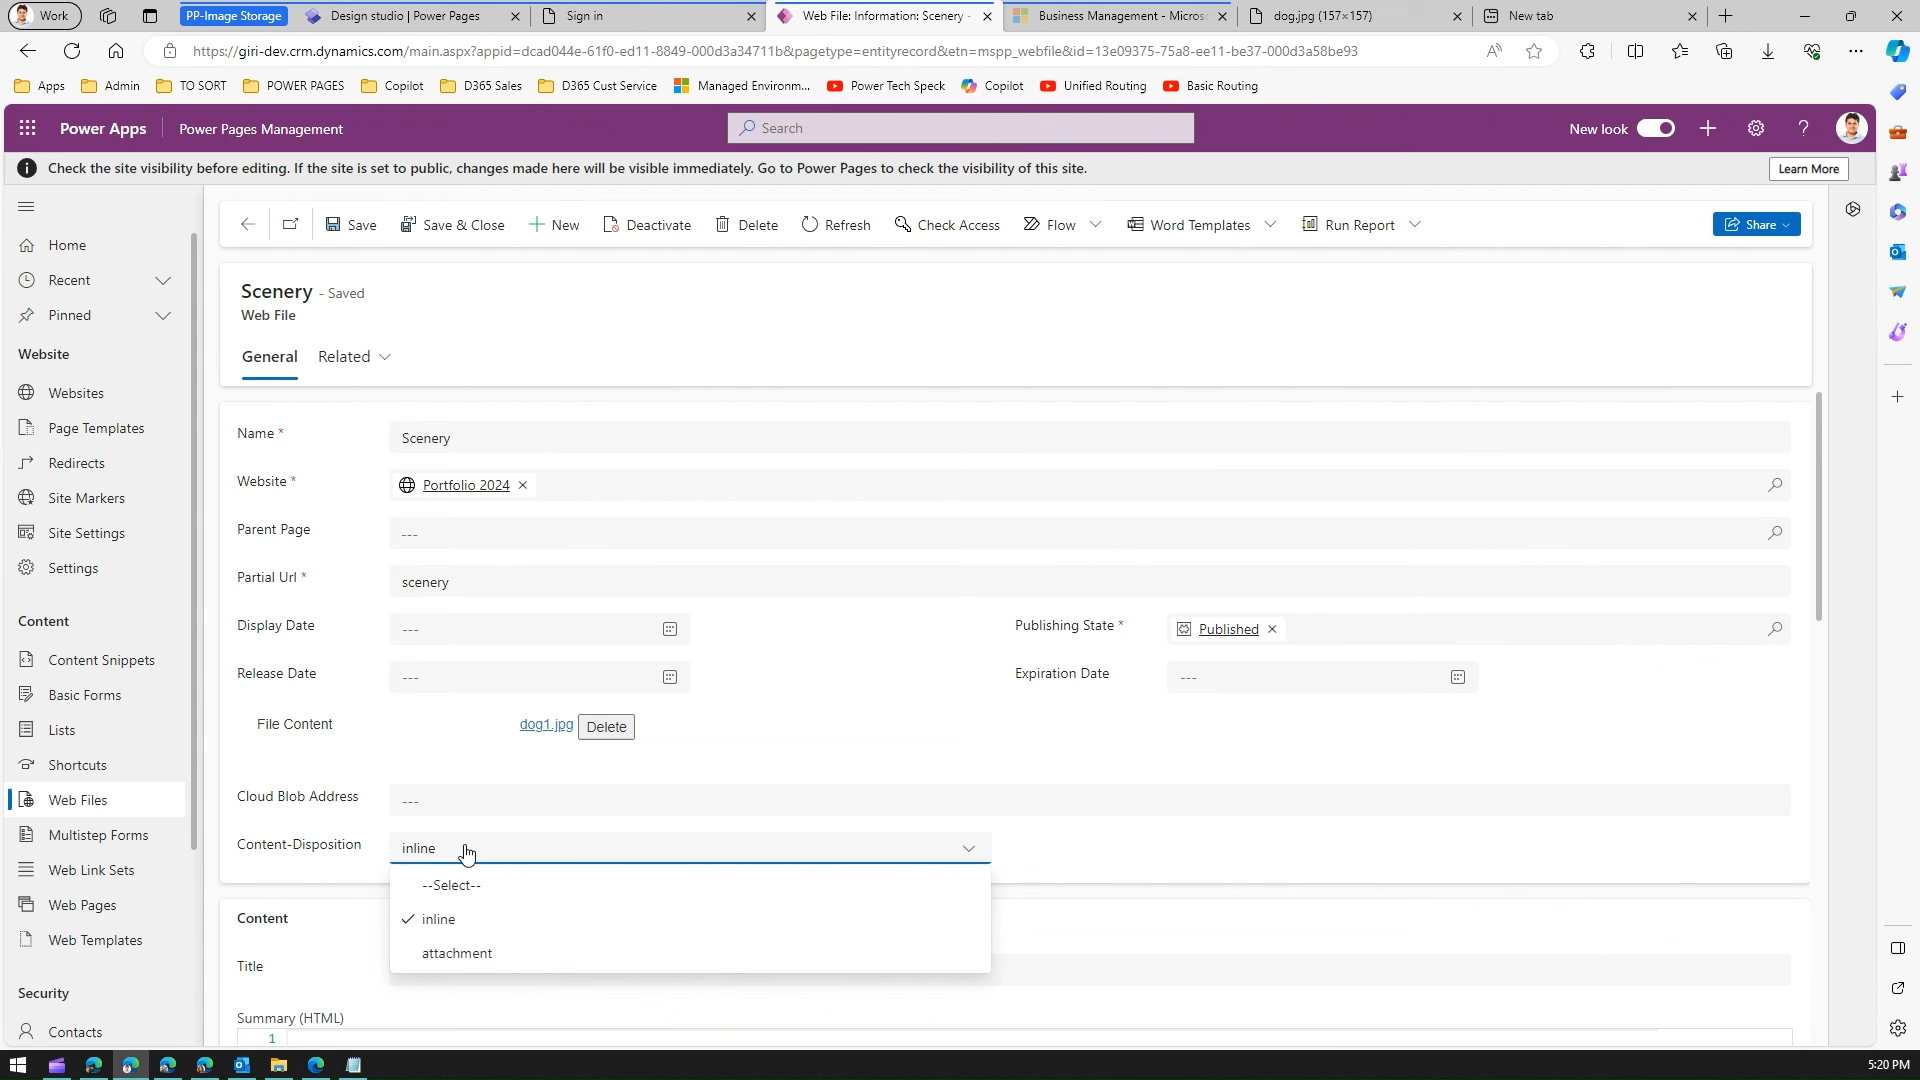 Work
PP-Image Storage
Design studio | Power Pages
Sign in
Web File: Information: Scenery -
Business Management - Micros
dog.jpg (157×157)
New tab
https://giri-dev.crm.dynamics.com/main.aspx?appid=dcad044e-61f0-ed11-8849-000d3a34711b&pagetype=entityrecord&etn=mspp_webfile&id=13e09375-75a8-ee11-be37-000d3a58be93
Apps
Admin
TO SORT
POWER PAGES
Copilot
D365 Sales
D365 Cust Service
Managed Environm...
Power Tech Speck
Copilot
Unified Routing
Basic Routing
Power Apps
Power Pages Management
Search
New look
Check the site visibility before editing. If the site is set to public, changes made here will be visible immediately. Go to Power Pages to check the visibility of this site.
Learn More
Home
Recent
Pinned
Website
Websites
Page Templates
Redirects
Site Markers
Site Settings
Settings
Content
Content Snippets
Basic Forms
Lists
Shortcuts
Web Files
Multistep Forms
Web Link Sets
Web Pages
Web Templates
Security
Contacts
Save
Save & Close
New
Deactivate
Delete
Refresh
Check Access
Flow
Word Templates
Run Report
Share
Scenery - Saved
Web File
General
Related
Name *
Scenery
Website *
Portfolio 2024
Parent Page
---
Partial Url *
scenery
Display Date
---
Publishing State *
Published
Release Date
---
Expiration Date
---
File Content
dog1.jpg
Delete
Cloud Blob Address
---
Content-Disposition
inline
--Select--
inline
attachment
Content
Title
Summary (HTML)
1
5:20 PM